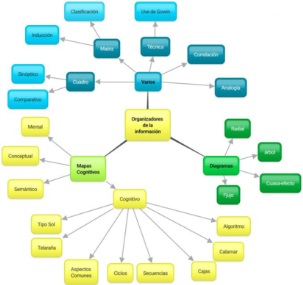 Clasificación
Uve de Gowin
Inducción
Matriz
Técnica
Correlación
Sinóptico
Cuadro
Varios
Analogía
Comparativo
Organizadores
de la
información
Mental
Radial
árbol
Conceptual
Mapas
Cognitivos
Diagramas
Causa-efecto
Semántico
Flujo
Cognitivo
Tipo Sol
Algoritmo
Telaraña
Calamar
Aspectos
Comunes
Ciclos
Secuencias
Cajas